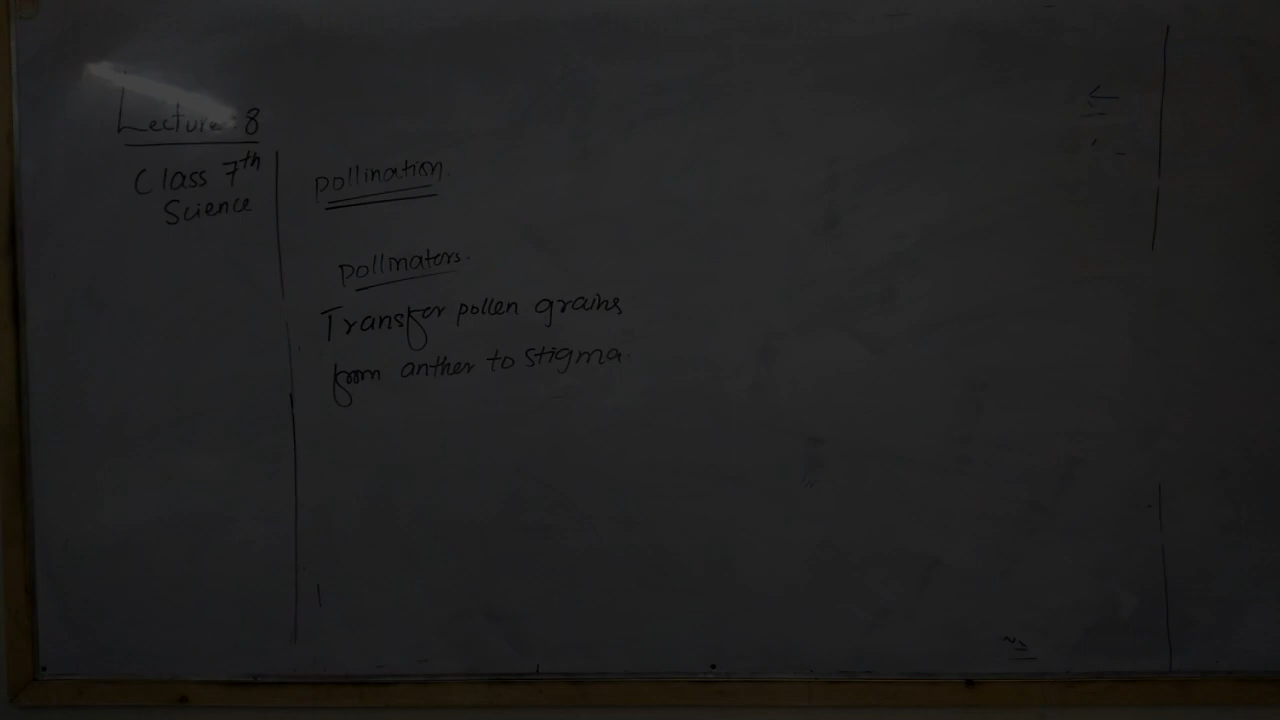 Lecture: 8
Class 7th
Science
pollination.
pollinators.
Transfer pollen grains
from anther to stigma.